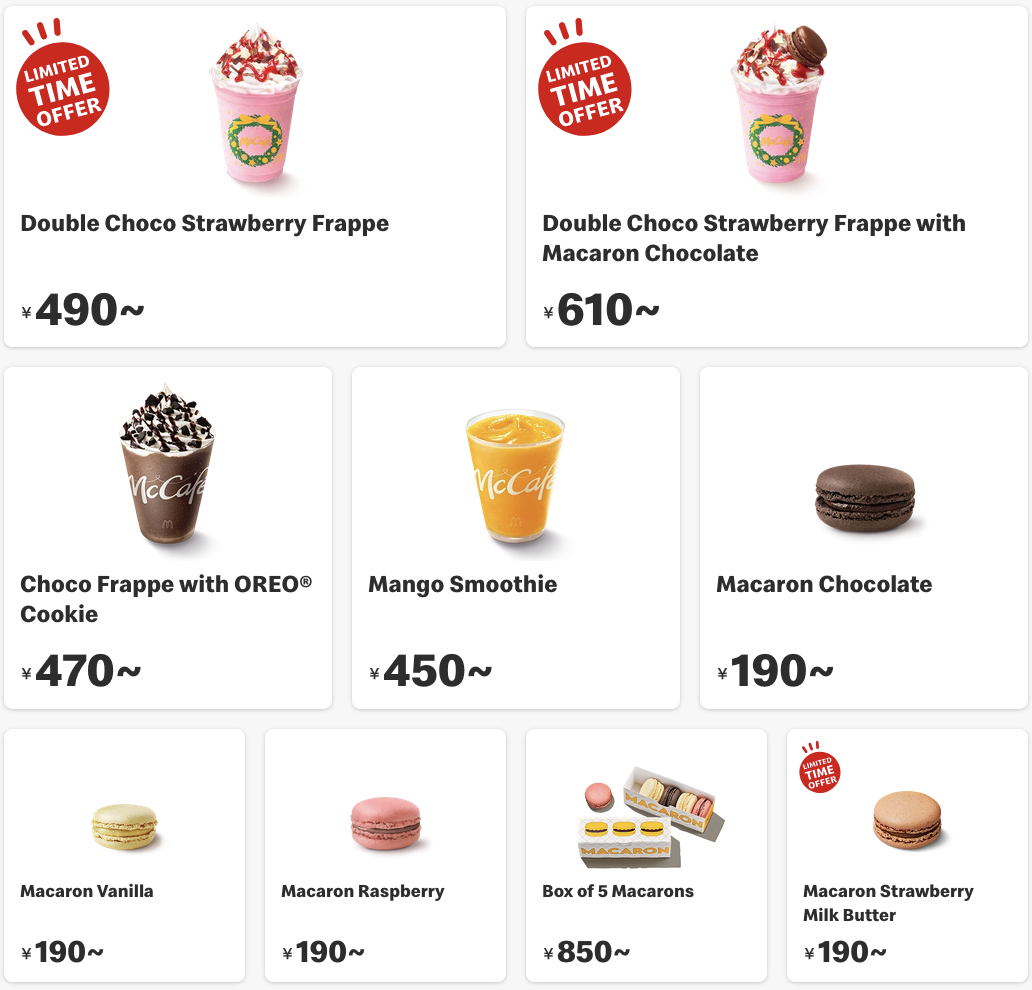 LIMITED
TIME
OFFER
McCafé
Double Choco Strawberry Frappe
¥490~
LIMITED
TIME
OFFER
McCafé
Double Choco Strawberry Frappe with
Macaron Chocolate
¥610~
McCafé
Choco Frappe with OREO®
Cookie
¥470~
McCafé
Mango Smoothie
¥450~
Macaron Chocolate
¥190~
Macaron Vanilla
¥190~
Macaron Raspberry
¥190~
MACARON
MACARON
Box of 5 Macarons
¥850~
LIMITED
TIME
OFFER
Macaron Strawberry
Milk Butter
¥190~